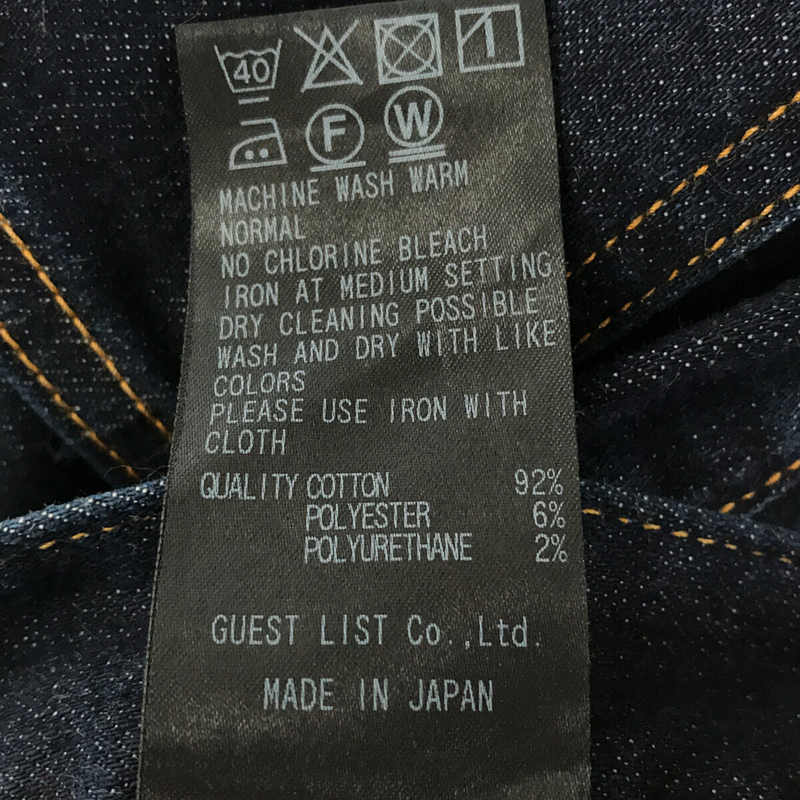 40 1
F W
MACHINE WASH WARM
NORMAL
NO CHLORINE BLEACH
IRON AT MEDIUM SETTING
DRY CLEANING POSSIBLE
WASH AND DRY WITH LIKE
COLORS
PLEASE USE IRON WITH
CLOTH
QUALITY COTTON 92%
POLYESTER 6%
POLYURETHANE 2%
GUEST LIST Co.,Ltd.
MADE IN JAPAN